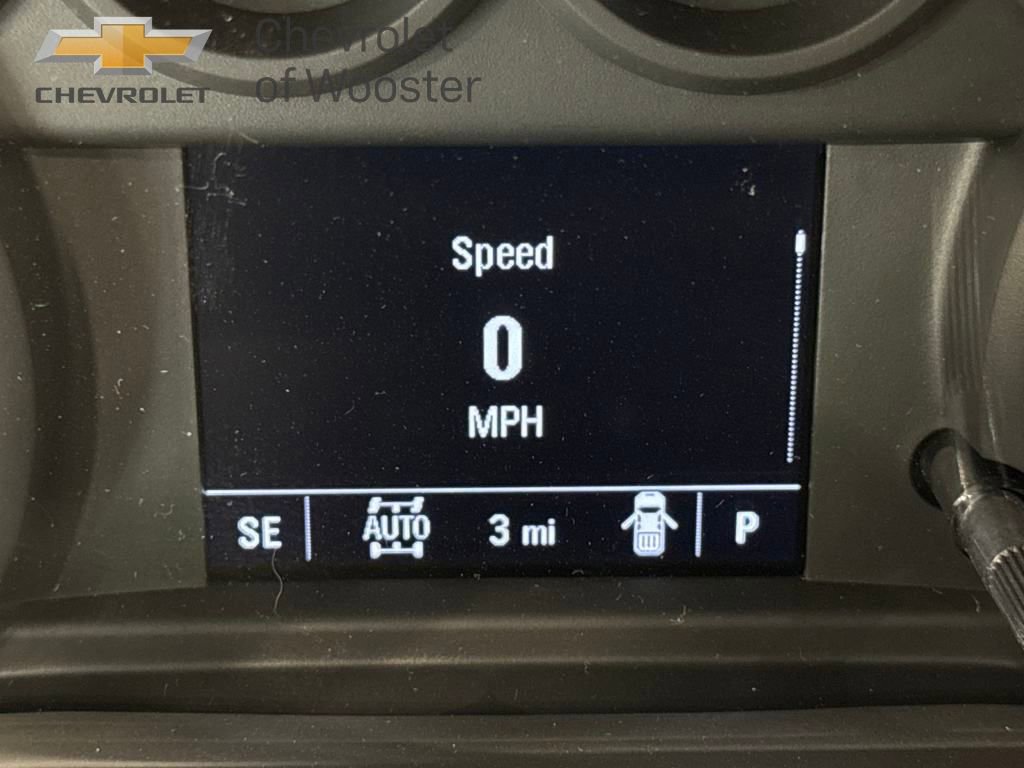 CHEVROLET
Chevrolet
of Wooster
Speed
0
MPH
SE
AUTO
3 mi
P